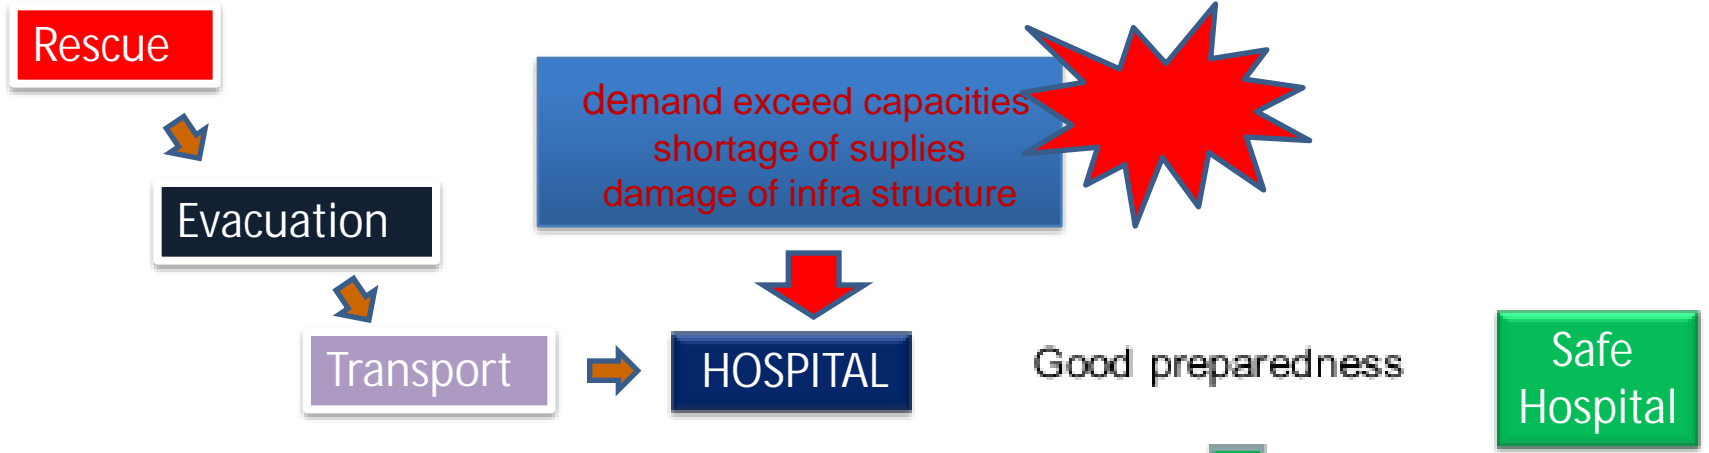 Rescue
demand exceed capacities
shortage of suplies
damage of infra structure
Evacuation
Transport
HOSPITAL
Good preparedness
Safe
Hospital